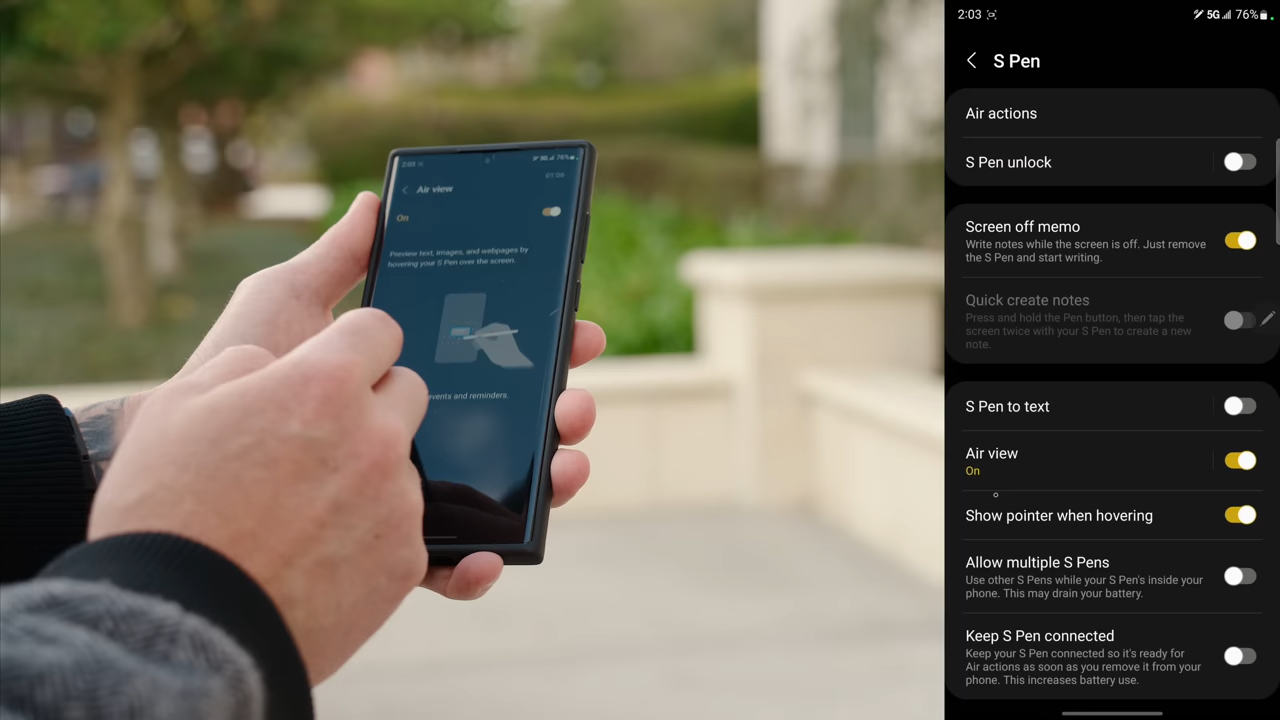 2:03
Air view
On
Preview text, images, and webpages by
hovering your S Pen over the screen.
events and reminders.
2:03
5G 76%
S Pen
Air actions
S Pen unlock
Screen off memo
Write notes while the screen is off. Just remove
the S Pen and start writing.
Quick create notes
Press and hold the Pen button, then tap the
screen twice with your S Pen to create a new
note.
S Pen to text
Air view
On
Show pointer when hovering
Allow multiple S Pens
Use other S Pens while your S Pen's inside your
phone. This may drain your battery.
Keep S Pen connected
Keep your S Pen connected so it's ready for
Air actions as soon as you remove it from your
phone. This increases battery use.